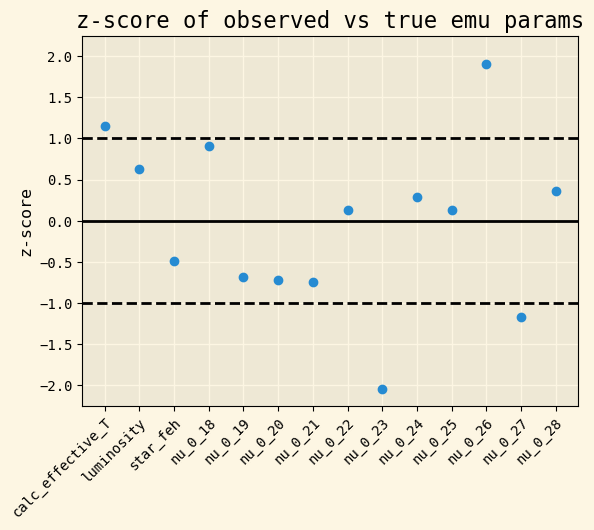 z-score of observed vs true emu params
z-score
2.0
1.5
1.0
0.5
0.0
−0.5
−1.0
−1.5
−2.0
calc_effective_T
luminosity
star_feh
nu_0_18
nu_0_19
nu_0_20
nu_0_21
nu_0_22
nu_0_23
nu_0_24
nu_0_25
nu_0_26
nu_0_27
nu_0_28